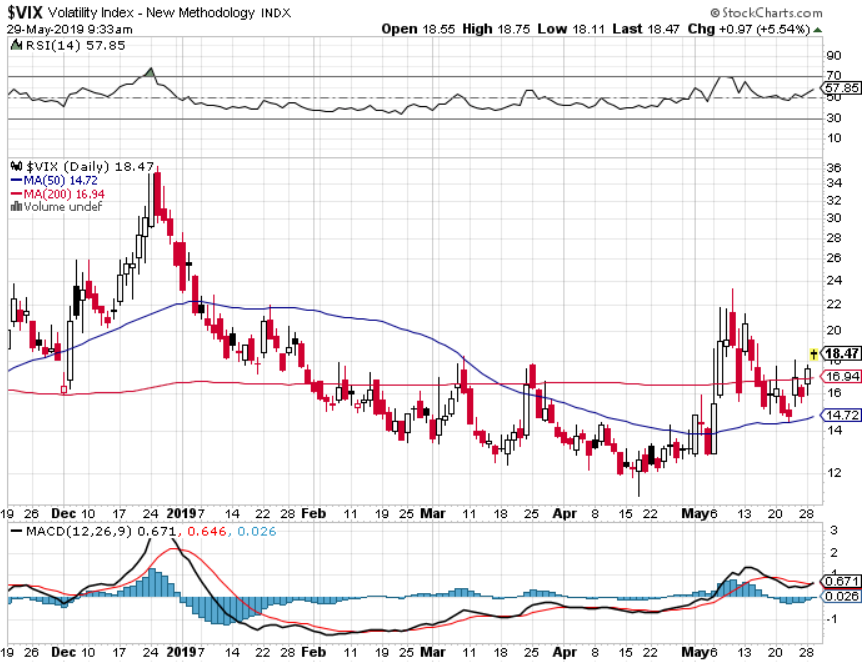 $VIX Volatility Index - New Methodology INDX
© StockCharts.com
29-May-2019 9:33am
Open 18.55 High 18.75 Low 18.11 Last 18.47 Chg +0.97 (+5.54%)
RSI(14) 57.85
90
70
57.85
50
30
10
$VIX (Daily) 18.47
MA(50) 14.72
MA(200) 16.94
Volume undef
36
34
32
30
28
26
24
22
20
18.47
18
16.94
16
14.72
14
12
19 26 Dec 10 17 24 2019 7 14 22 28 Feb 11 19 25 Mar 11 18 25 Apr 8 15 22 May 6 13 20 28
MACD(12,26,9) 0.671, 0.646, 0.026
3
2
0.671
0.026
-1
19 26 Dec 10 17 24 2019 7 14 22 28 Feb 11 19 25 Mar 11 18 25 Apr 8 15 22 May 6 13 20 28